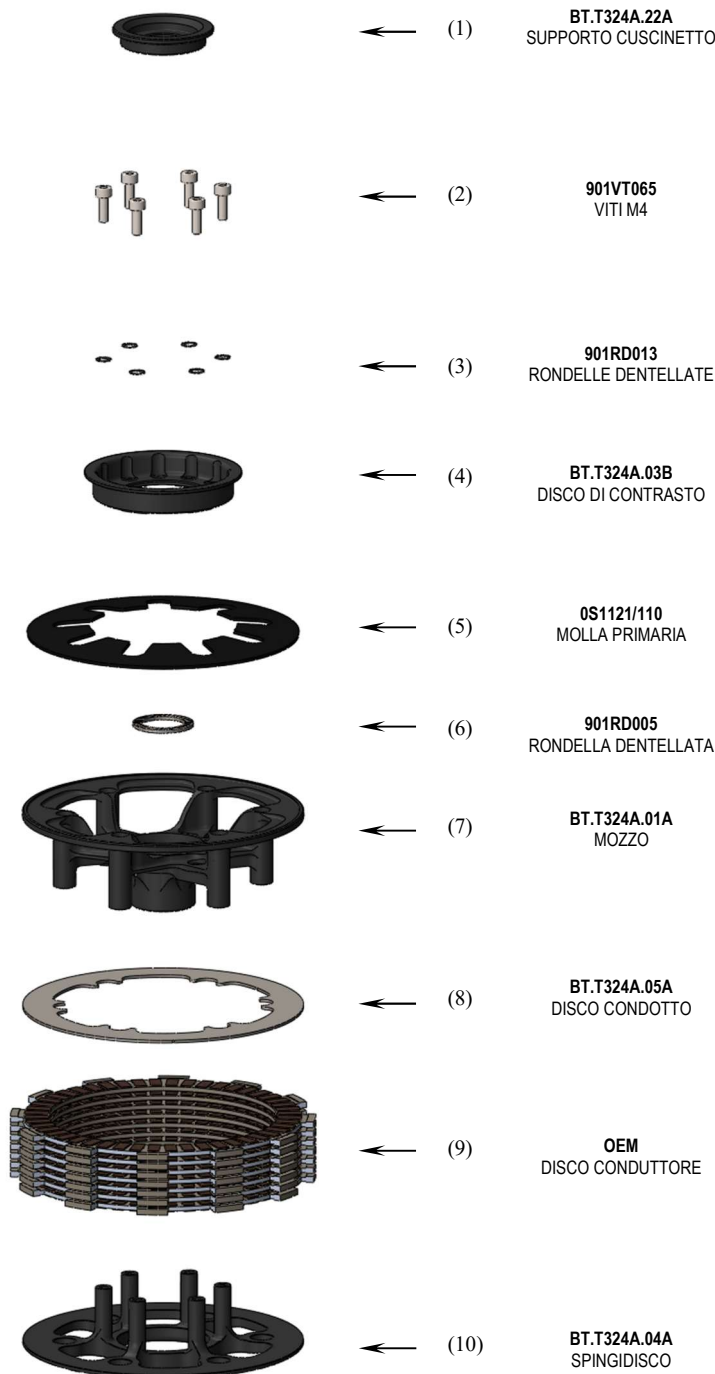 (1)
BT.T324A.22A
SUPPORTO CUSCINETTO
(2)
901VT065
VITI M4
(3)
901RD013
RONDELLE DENTELLATE
(4)
BT.T324A.03B
DISCO DI CONTRASTO
(5)
0S1121/110
MOLLA PRIMARIA
(6)
901RD005
RONDELLA DENTELLATA
(7)
BT.T324A.01A
MOZZO
(8)
BT.T324A.05A
DISCO CONDOTTO
(9)
OEM
DISCO CONDUTTORE
(10)
BT.T324A.04A
SPINGIDISCO